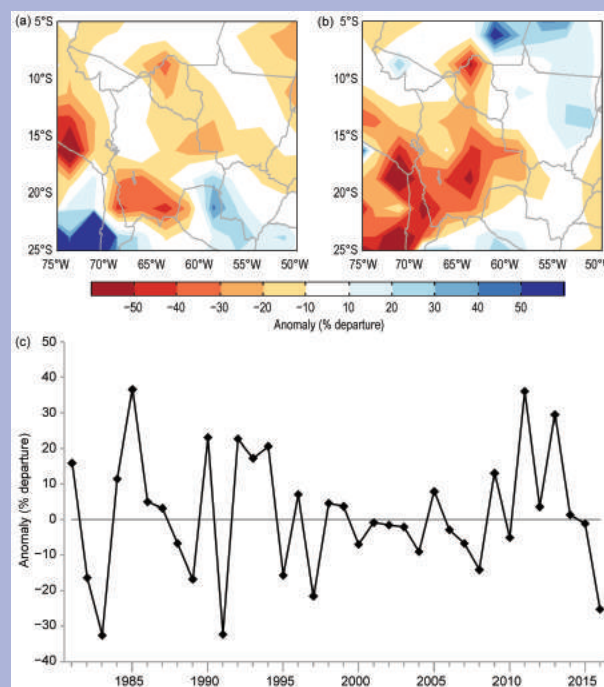 (a)
(b)
5°S
10°S
15°S
20°S
25°S
75°W 70°W 65°W 60°W 55°W 50°W
5°S
10°S
15°S
20°S
25°S
75°W 70°W 65°W 60°W 55°W 50°W
-50 -40 -30 -20 -10 10 20 30 40 50
Anomaly (% departure)
(c)
50
40
30
20
10
0
-10
-20
-30
-40
Anomaly (% departure)
1985 1990 1995 2000 2005 2010 2015